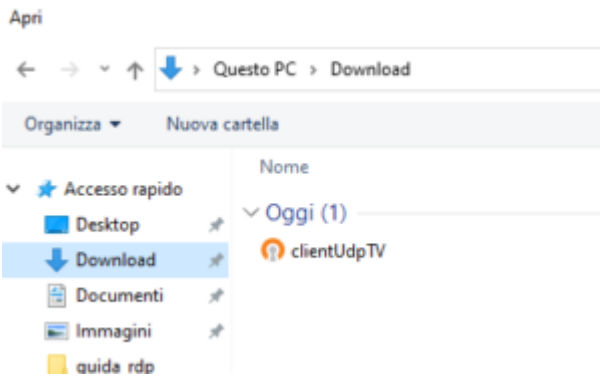 Apri
Questo PC > Download
Organizza Nuova cartella
Nome
Accesso rapido
Oggi (1)
Desktop
clientUdpTV
Download
Documenti
Immagini
guida rdp